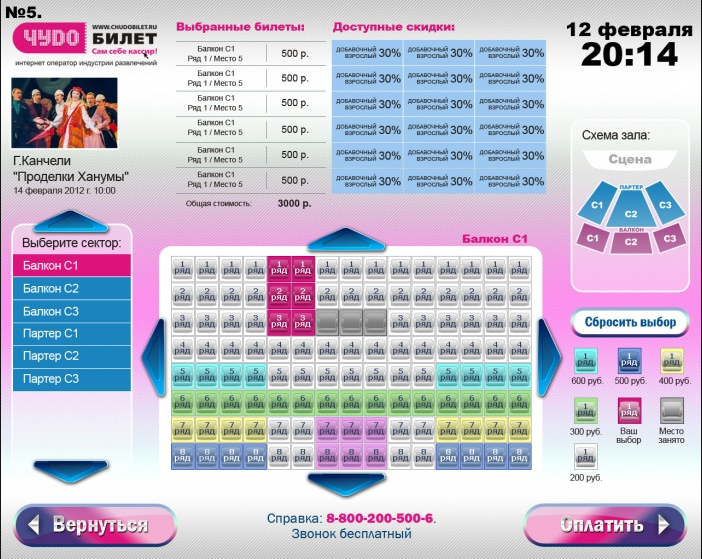 №5.
WWW.CHUDOBILET.RU
ЧУДО БИЛЕТ
Сам себе кассир!
интернет оператор индустрии развлечений
Г.Канчели
"Проделки Ханумы"
14 февраля 2012 г. 10:00
Выбранные билеты:
Балкон С1
Ряд 1 / Место 5 500 р.
Балкон С1
Ряд 1 / Место 5 500 р.
Балкон С1
Ряд 1 / Место 5 500 р.
Балкон С1
Ряд 1 / Место 5 500 р.
Балкон С1
Ряд 1 / Место 5 500 р.
Балкон С1
Ряд 1 / Место 5 500 р.
Общая стоимость: 3000 р.
Доступные скидки:
ДОБАВОЧНЫЙ ВЗРОСЛЫЙ 30% ДОБАВОЧНЫЙ ВЗРОСЛЫЙ 30% ДОБАВОЧНЫЙ ВЗРОСЛЫЙ 30%
ДОБАВОЧНЫЙ ВЗРОСЛЫЙ 30% ДОБАВОЧНЫЙ ВЗРОСЛЫЙ 30% ДОБАВОЧНЫЙ ВЗРОСЛЫЙ 30%
ДОБАВОЧНЫЙ ВЗРОСЛЫЙ 30% ДОБАВОЧНЫЙ ВЗРОСЛЫЙ 30% ДОБАВОЧНЫЙ ВЗРОСЛЫЙ 30%
ДОБАВОЧНЫЙ ВЗРОСЛЫЙ 30% ДОБАВОЧНЫЙ ВЗРОСЛЫЙ 30% ДОБАВОЧНЫЙ ВЗРОСЛЫЙ 30%
ДОБАВОЧНЫЙ ВЗРОСЛЫЙ 30% ДОБАВОЧНЫЙ ВЗРОСЛЫЙ 30% ДОБАВОЧНЫЙ ВЗРОСЛЫЙ 30%
ДОБАВОЧНЫЙ ВЗРОСЛЫЙ 30% ДОБАВОЧНЫЙ ВЗРОСЛЫЙ 30% ДОБАВОЧНЫЙ ВЗРОСЛЫЙ 30%
12 февраля
20:14
Схема зала:
Сцена
ПАРТЕР
С1 С2 С3
БАЛКОН
С1 С2 С3
Выберите сектор:
Балкон С1
Балкон С2
Балкон С3
Партер С1
Партер С2
Партер С3
Балкон С1
1 ряд 1 ряд 1 ряд 1 ряд 1 ряд 1 ряд 1 ряд 1 ряд 1 ряд 1 ряд 1 ряд 1 ряд 1 ряд 1 ряд 1 ряд
2 ряд 2 ряд 2 ряд 2 ряд 2 ряд 2 ряд 2 ряд 2 ряд 2 ряд 2 ряд 2 ряд 2 ряд 2 ряд 2 ряд 2 ряд
3 ряд 3 ряд 3 ряд 3 ряд 3 ряд 3 ряд 3 ряд 3 ряд 3 ряд 3 ряд 3 ряд 3 ряд
4 ряд 4 ряд 4 ряд 4 ряд 4 ряд 4 ряд 4 ряд 4 ряд 4 ряд 4 ряд 4 ряд 4 ряд 4 ряд 4 ряд 4 ряд
5 ряд 5 ряд 5 ряд 5 ряд 5 ряд 5 ряд 5 ряд 5 ряд 5 ряд 5 ряд 5 ряд 5 ряд 5 ряд 5 ряд 5 ряд
6 ряд 6 ряд 6 ряд 6 ряд 6 ряд 6 ряд 6 ряд 6 ряд 6 ряд 6 ряд 6 ряд 6 ряд 6 ряд 6 ряд 6 ряд
7 ряд 7 ряд 7 ряд 7 ряд 7 ряд 7 ряд 7 ряд 7 ряд 7 ряд 7 ряд 7 ряд 7 ряд 7 ряд 7 ряд 7 ряд
8 ряд 8 ряд 8 ряд 8 ряд 8 ряд 8 ряд 8 ряд 8 ряд 8 ряд 8 ряд 8 ряд 8 ряд 8 ряд 8 ряд 8 ряд
Сбросить выбор
1 ряд 1 ряд 1 ряд
600 руб. 500 руб. 400 руб.
1 ряд 1 ряд
300 руб. Ваш выбор Место занято
1 ряд
200 руб.
Вернуться
Справка: 8-800-200-500-6.
Звонок бесплатный
Оплатить